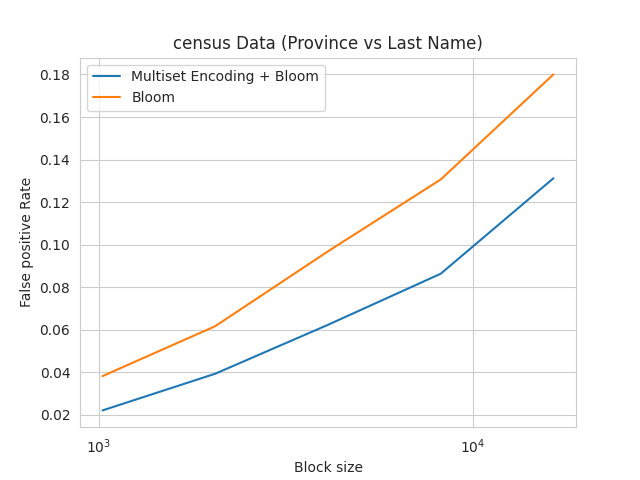 census Data (Province vs Last Name)
Multiset Encoding + Bloom
Bloom
False positive Rate
0.18
0.16
0.14
0.12
0.10
0.08
0.06
0.04
0.02
10³
10⁴
Block size